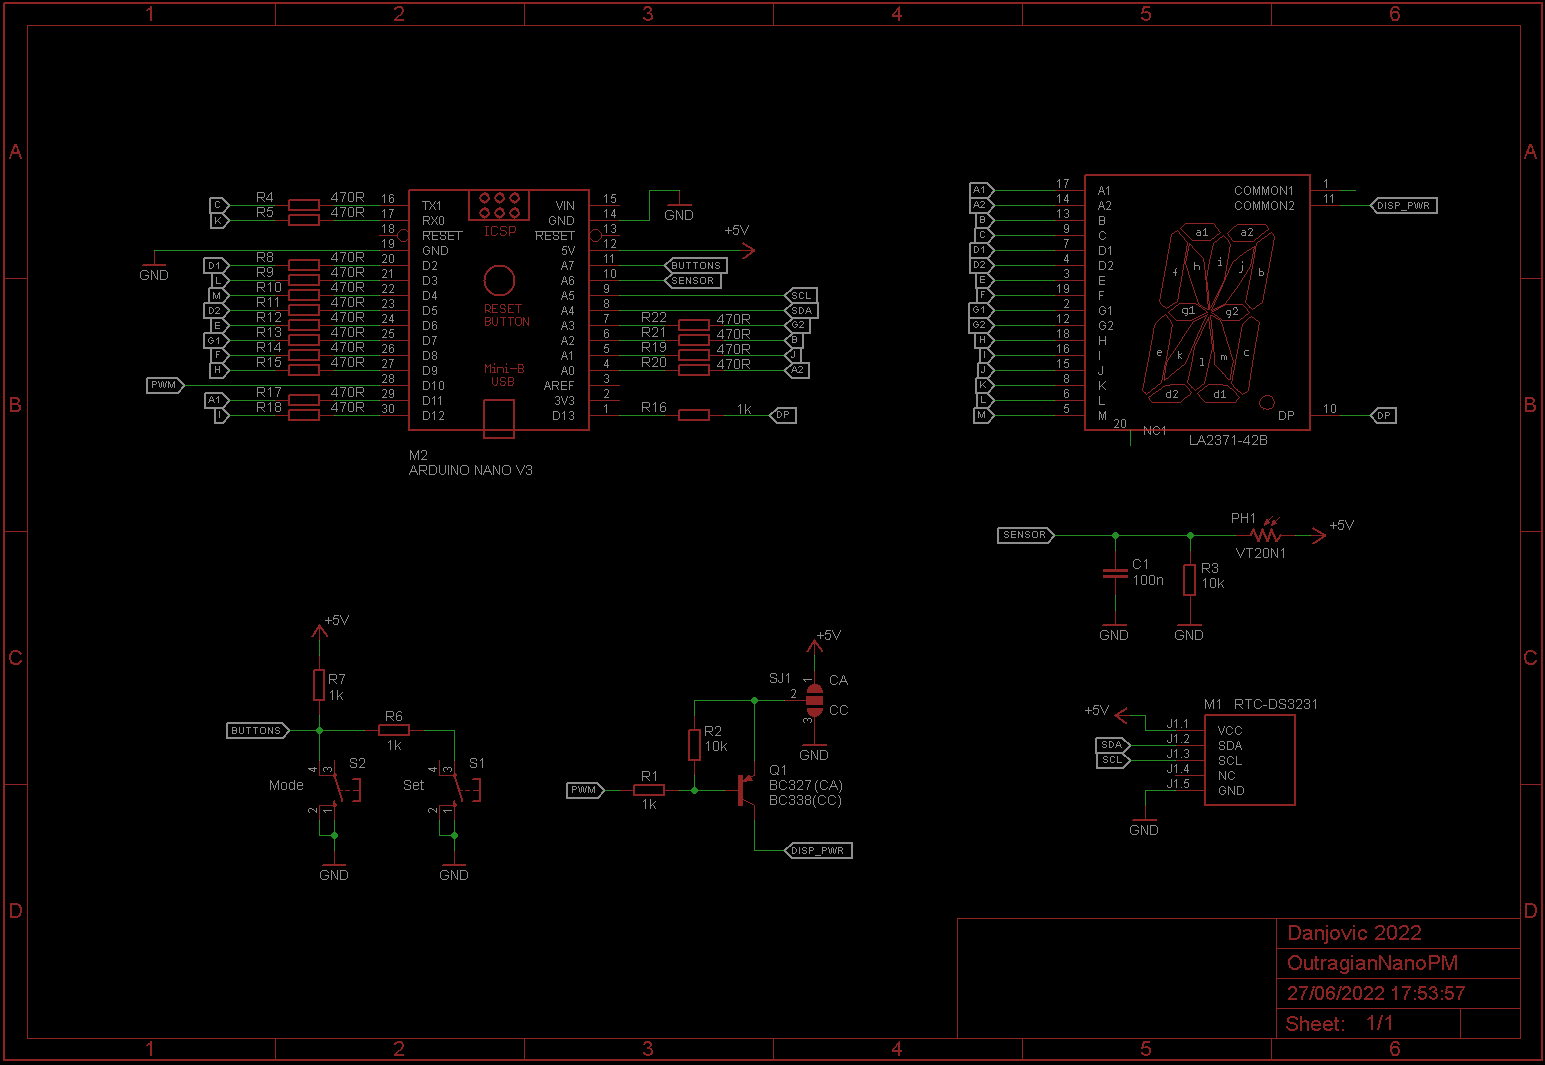 1 2 3 4 5 6
A A
B B
C C
D D
1 2 3 4 5 6
C R4 470R 16 TX1
K R5 470R 17 RX0
18 RESET
GND 19 GND
D1 R8 470R 20 D2
L R9 470R 21 D3
M R10 470R 22 D4
D2 R11 470R 23 D5
E R12 470R 24 D6
G1 R13 470R 25 D7
F R14 470R 26 D8
H R15 470R 27 D9
PWM 28 D10
A1 R17 470R 29 D11
I R18 470R 30 D12
ICSP
RESET
BUTTON
Mini-B
USB
VIN 15
GND 14 GND
RESET 13
5V 12 +5V
A7 11 BUTTONS
A6 10 SENSOR
A5 9 SCL
A4 8 SDA
A3 7 R22 470R G2
A2 6 R21 470R B
A1 5 R19 470R J
A0 4 R20 470R A2
AREF 3
3V3 2
D13 1 R16 1k DP
M2
ARDUINO NANO V3
A1 17 A1
A2 14 A2
B 13 B
C 9 C
D1 7 D1
D2 4 D2
E 3 E
F 19 F
G1 2 G1
G2 12 G2
H 18 H
I 16 I
J 15 J
K 8 K
L 6 L
M 5 M
20 NC1
COMMON1 1
COMMON2 11 DISP_PWR
a1 a2
f h i j b
g1 g2
e k l m c
d2 d1
DP 10 DP
LA2371-42B
SENSOR
PH1
VT20N1
+5V
C1
100n
R3
10k
GND GND
+5V
R7
1k
BUTTONS
R6
1k
Mode
4 3
S2
2 1
GND
Set
4 3
S1
2 1
GND
+5V
SJ1
1 CA
2
3 CC
GND
R2
10k
PWM
R1
1k
Q1
BC327(CA)
BC338(CC)
DISP_PWR
M1 RTC-DS3231
+5V
J1.1 VCC
SDA J1.2 SDA
SCL J1.3 SCL
J1.4 NC
J1.5 GND
GND
Danjovic 2022
OutragianNanoPM
27/06/2022 17:53:57
Sheet: 1/1